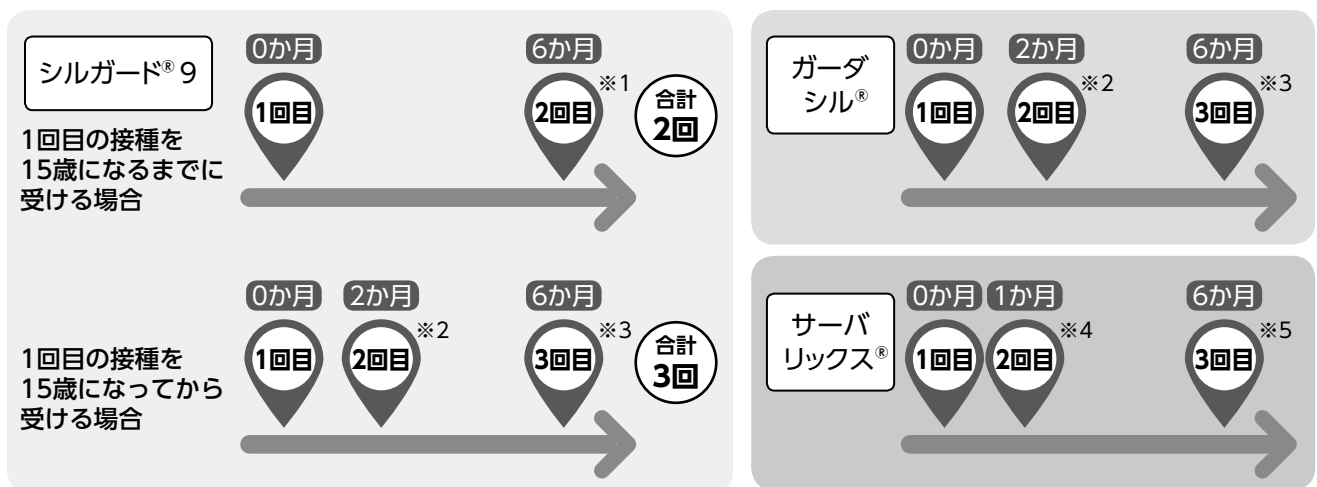 シルガード®9
1回目の接種を
15歳になるまでに
受ける場合
0か月
6か月
1回目
2回目
※1
合計
2回
1回目の接種を
15歳になってから
受ける場合
0か月
2か月
6か月
1回目
2回目
※2
3回目
※3
合計
3回
ガーダ
シル®
0か月
2か月
6か月
1回目
2回目
※2
3回目
※3
サーバ
リックス®
0か月
1か月
6か月
1回目
2回目
※4
3回目
※5